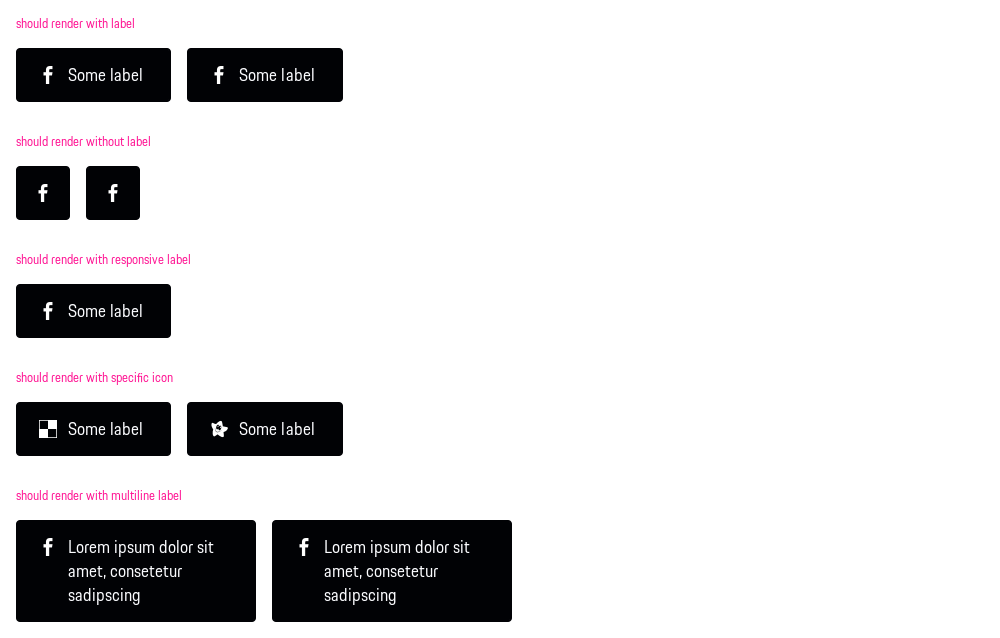 should render with label
Some label
Some label
should render without label
should render with responsive label
Some label
should render with specific icon
Some label
Some label
should render with multiline label
Lorem ipsum dolor sit
amet, consetetur
sadipscing
Lorem ipsum dolor sit
amet, consetetur
sadipscing